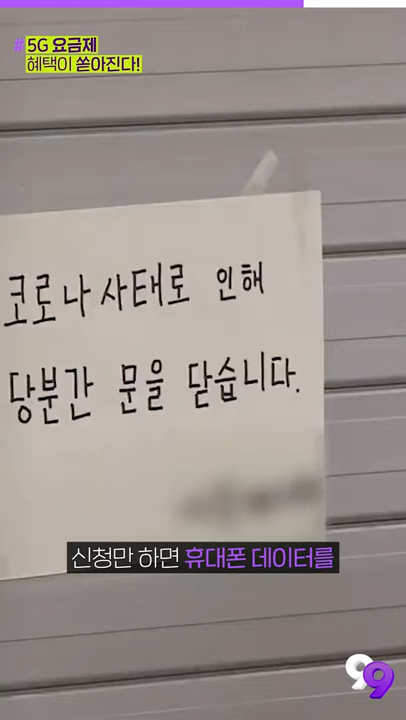 #5G 요금제
혜택이 쏟아진다!
코로나 사태로 인해
당분간 문을 닫습니다.
신청만 하면 휴대폰 데이터를
99